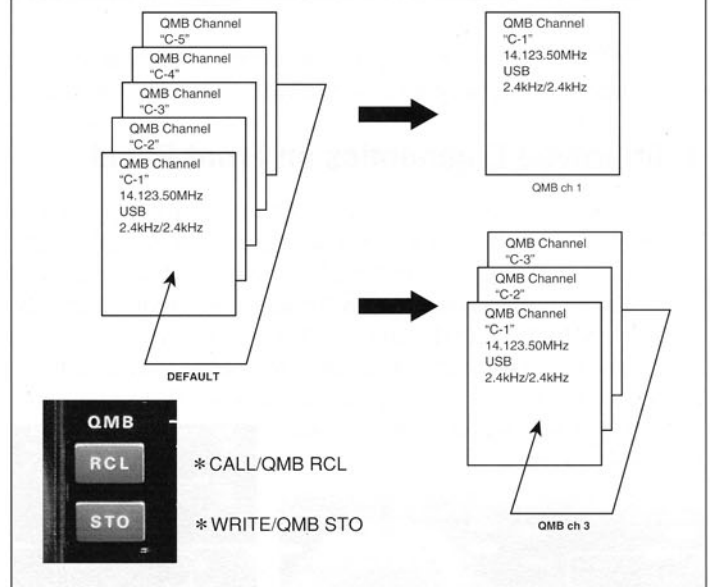 QMB Channel
"C-5"
QMB Channel
"C-4"
QMB Channel
"C-3"
QMB Channel
"C-2"
QMB Channel
"C-1"
14.123.50MHz
USB
2.4kHz/2.4kHz
DEFAULT
QMB Channel
"C-1"
14.123.50MHz
USB
2.4kHz/2.4kHz
QMB ch 1
QMB Channel
"C-3"
QMB Channel
"C-2"
QMB Channel
"C-1"
14.123.50MHz
USB
2.4kHz/2.4kHz
QMB ch 3
QMB
RCL
STO
*CALL/QMB RCL
*WRITE/QMB STO